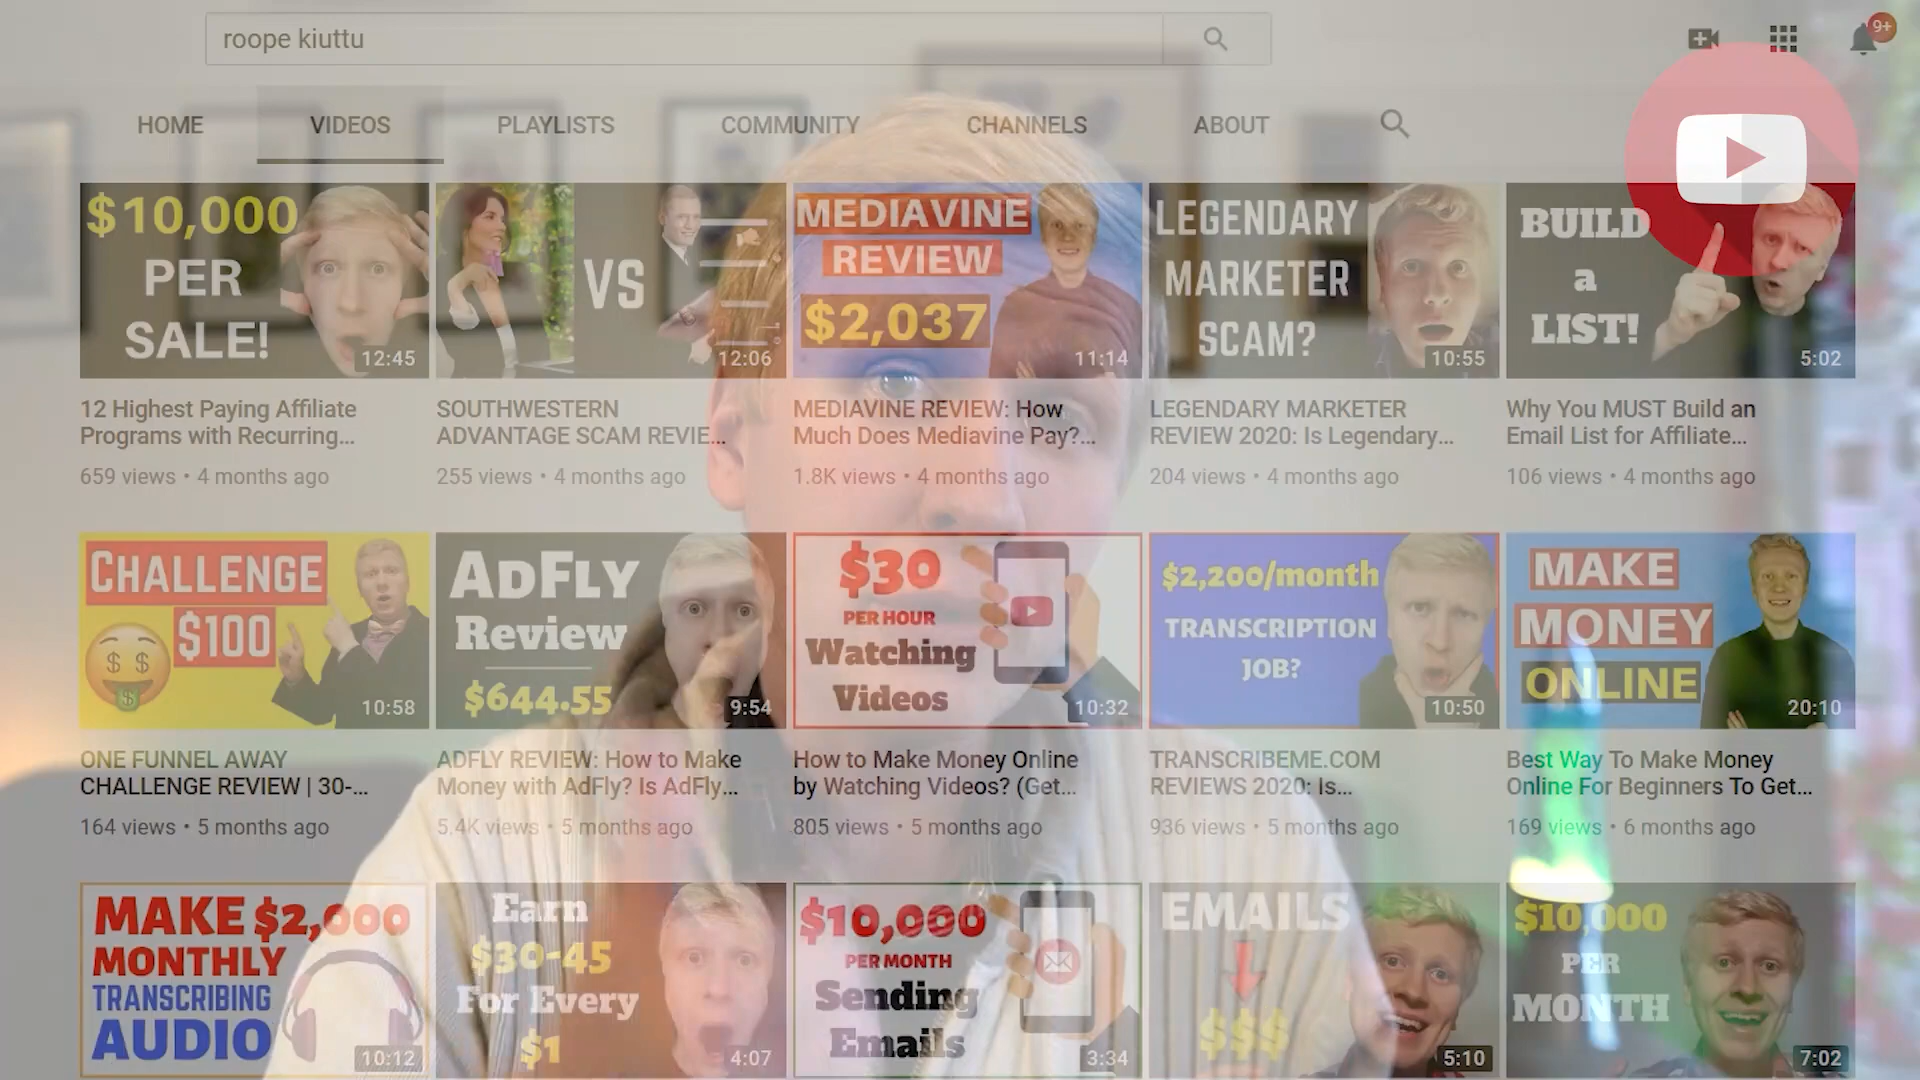 roope kiuttu
9+
HOME
VIDEOS
PLAYLISTS
COMMUNITY
CHANNELS
ABOUT
$10,000
PER
SALE!
12:45
VS
12:06
MEDIAVINE
REVIEW
$2,037
11:14
LEGENDARY
MARKETER
SCAM?
10:55
BUILD
a
LIST!
5:02
12 Highest Paying Affiliate
Programs with Recurring...
659 views • 4 months ago
SOUTHWESTERN
ADVANTAGE SCAM REVIE...
255 views • 4 months ago
MEDIAVINE REVIEW: How
Much Does Mediavine Pay?...
1.8K views • 4 months ago
LEGENDARY MARKETER
REVIEW 2020: Is Legendary...
204 views • 4 months ago
Why You MUST Build an
Email List for Affiliate...
106 views • 4 months ago
CHALLENGE
$100
10:58
ADFLY
Review
$644.55
9:54
$30
PER HOUR
Watching
Videos
10:32
$2,200/month
TRANSCRIPTION
JOB?
10:50
MAKE
MONEY
ONLINE
20:10
ONE FUNNEL AWAY
CHALLENGE REVIEW | 30-...
164 views • 5 months ago
ADFLY REVIEW: How to Make
Money with AdFly? Is AdFly...
5.4K views • 5 months ago
How to Make Money Online
by Watching Videos? (Get...
805 views • 5 months ago
TRANSCRIBEME.COM
REVIEWS 2020: Is...
936 views • 5 months ago
Best Way To Make Money
Online For Beginners To Get...
169 views • 6 months ago
MAKE $2,000
MONTHLY
TRANSCRIBING
AUDIO
10:12
Earn
$30-45
For Every
$1
4:07
$10,000
PER MONTH
Sending
Emails
3:34
EMAILS
$$$
5:10
$10,000
PER
MONTH
7:02